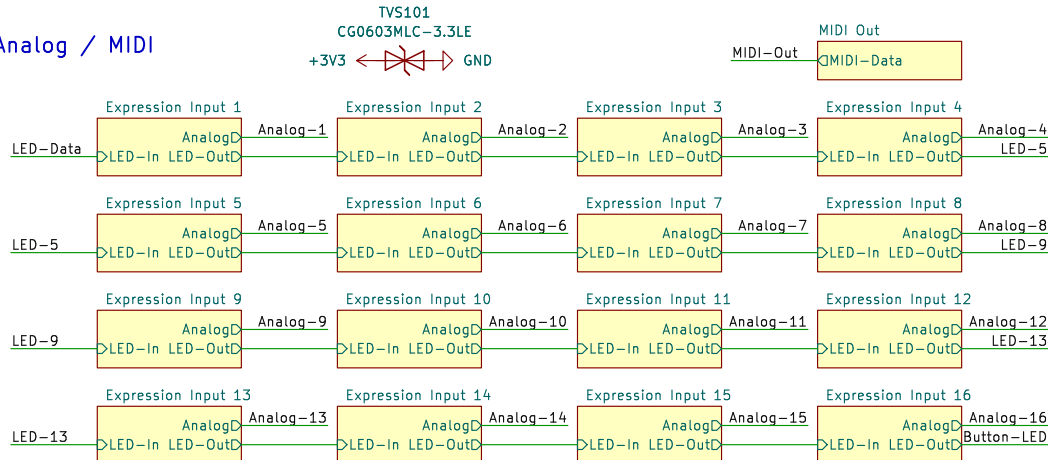 TVS101
CG0603MLC-3.3LE
Analog / MIDI
+3V3 GND
MIDI Out
MIDI-Out MIDI-Data
Expression Input 1 Expression Input 2 Expression Input 3 Expression Input 4
Analog Analog-1 Analog Analog-2 Analog Analog-3 Analog Analog-4
LED-Data LED-In LED-Out LED-In LED-Out LED-In LED-Out LED-In LED-Out LED-5
Expression Input 5 Expression Input 6 Expression Input 7 Expression Input 8
Analog Analog-5 Analog Analog-6 Analog Analog-7 Analog Analog-8
LED-5 LED-In LED-Out LED-In LED-Out LED-In LED-Out LED-In LED-Out LED-9
Expression Input 9 Expression Input 10 Expression Input 11 Expression Input 12
Analog Analog-9 Analog Analog-10 Analog Analog-11 Analog Analog-12
LED-9 LED-In LED-Out LED-In LED-Out LED-In LED-Out LED-In LED-Out LED-13
Expression Input 13 Expression Input 14 Expression Input 15 Expression Input 16
Analog Analog-13 Analog Analog-14 Analog Analog-15 Analog Analog-16
LED-13 LED-In LED-Out LED-In LED-Out LED-In LED-Out LED-In LED-Out Button-LED